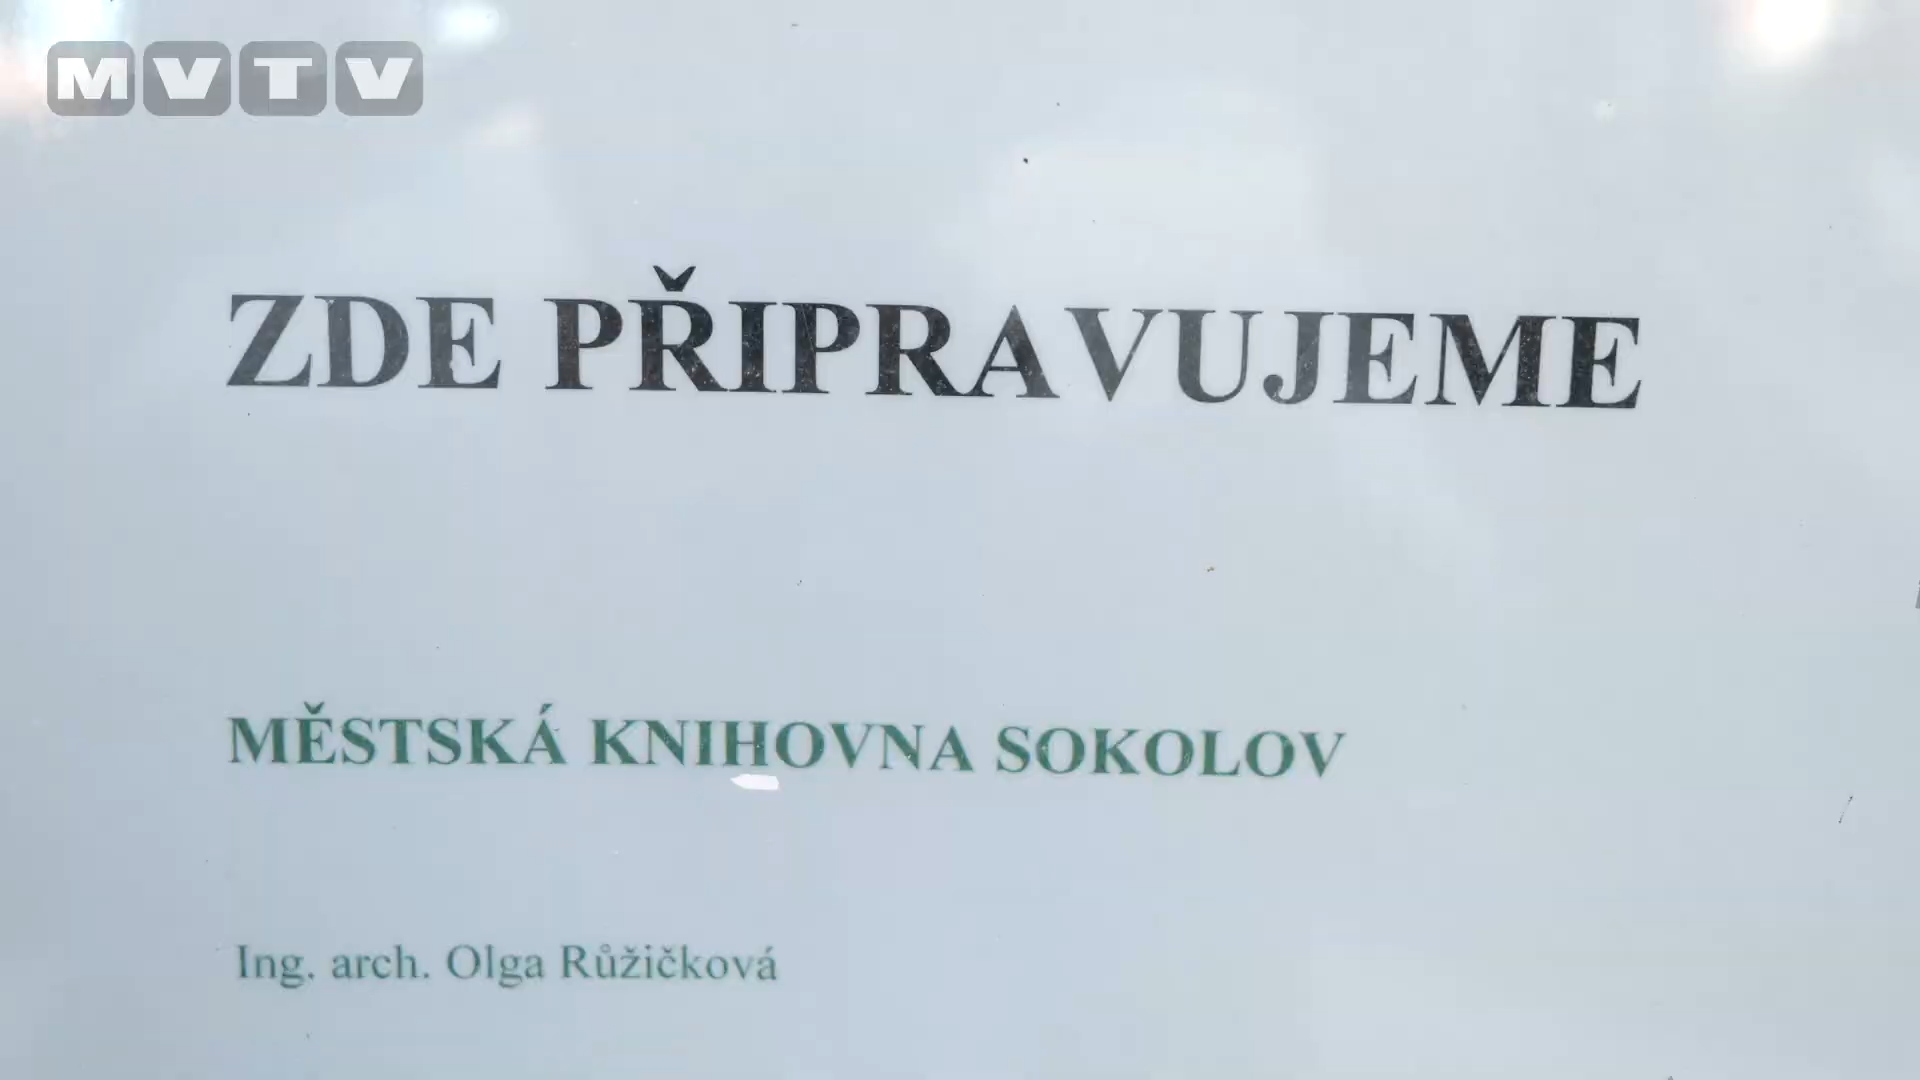 MVTV
ZDE PŘIPRAVUJEME
MĚSTSKÁ KNIHOVNA SOKOLOV
Ing. arch. Olga Růžičková